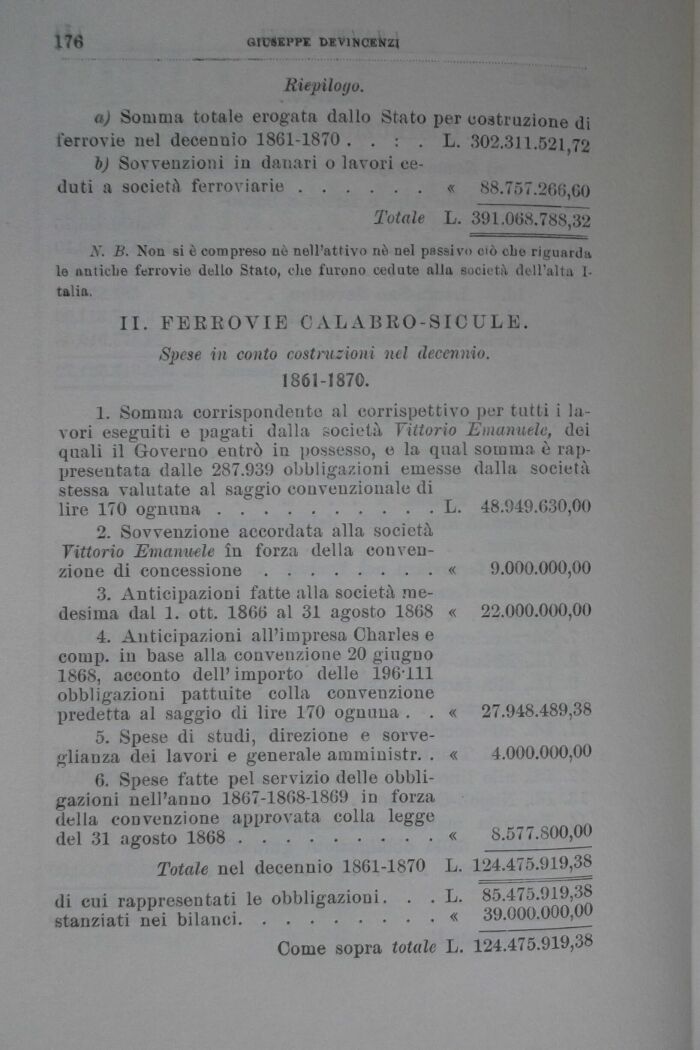 176 GIUSEPPE DEVINCENZI
Riepilogo.
a) Somma totale erogata dallo Stato per costruzione di
ferrovie nel decennio 1861-1870 . . : . L. 302.311.521,72
b) Sovvenzioni in danari o lavori ce-
duti a società ferroviarie . . . . . . « 88.757.266,60
Totale L. 391.068.788,32
N. B. Non si è compreso nè nell'attivo nè nel passivo ciò che riguarda
le antiche ferrovie dello Stato, che furono cedute alla società dell'alta I-
talia.
II. FERROVIE CALABRO-SICULE.
Spese in conto costruzioni nel decennio.
1861-1870.
1. Somma corrispondente al corrispettivo per tutti i la-
vori eseguiti e pagati dalla società Vittorio Emanuele, dei
quali il Governo entrò in possesso, e la qual somma è rap-
presentata dalle 287.939 obbligazioni emesse dalla società
stessa valutate al saggio convenzionale di
lire 170 ognuna . . . . . . . . . . L. 48.949.630,00
2. Sovvenzione accordata alla società
Vittorio Emanuele în forza della conven-
zione di concessione . . . . . . . . « 9.000.000,00
3. Anticipazioni fatte alla società me-
desima dal 1. ott. 1866 al 31 agosto 1868 « 22.000.000,00
4. Anticipazioni all'impresa Charles e
comp. in base alla convenzione 20 giugno
1868, acconto dell'importo delle 196·111
obbligazioni pattuite colla convenzione
predetta al saggio di lire 170 ognuna . . « 27.948.489,38
5. Spese di studi, direzione e sorve-
glianza dei lavori e generale amministr. . « 4.000.000,00
6. Spese fatte pel servizio delle obbli-
gazioni nell'anno 1867-1868-1869 in forza
della convenzione approvata colla legge
del 31 agosto 1868 . . . . . . . . . « 8.577.800,00
Totale nel decennio 1861-1870 L. 124.475.919,38
di cui rappresentati le obbligazioni. . . L. 85.475.919,38
stanziati nei bilanci. . . . . . . . . « 39.000.000,00
Come sopra totale L. 124.475.919,38